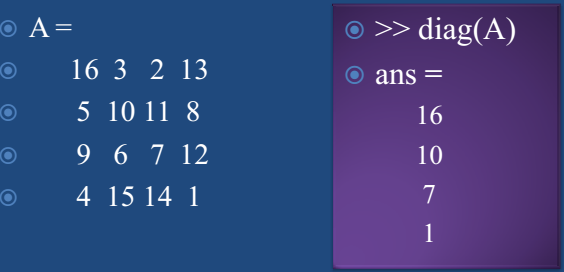 A =
16 3 2 13
5 10 11 8
9 6 7 12
4 15 14 1
>> diag(A)
ans =
16
10
7
1